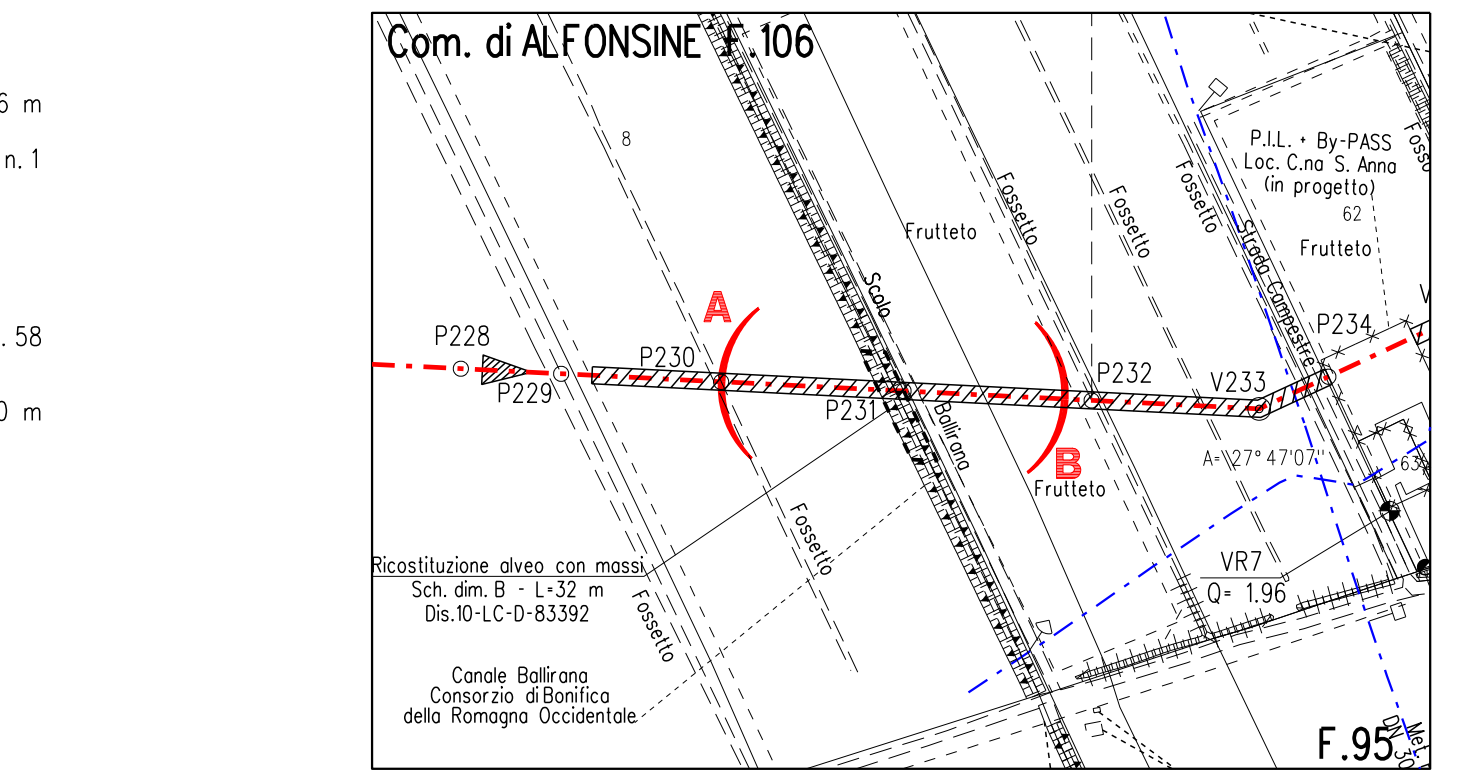 Com. di ALFONSINE F.106
6 m
n. 1
. 58
0 m
8
P.I.L. + By-PASS
Loc. C.na S. Anna
(in progetto)
62
Frutteto
Fosso
Fossetto
Fossetto
Fossetto
Strada Campestre
Frutteto
Scolo
Ballirana
A
B
P228
P229
P230
P231
P232
V233
P234
V
A= 27° 47'07''
63
Frutteto
Fossetto
Fossetto
Ricostituzione alveo con massi
Sch. dim. B - L=32 m
Dis.10-LC-D-83392
VR7
Q= 1.96
Canale Ballirana
Consorzio di Bonifica
della Romagna Occidentale
F.95
Met
DN 30